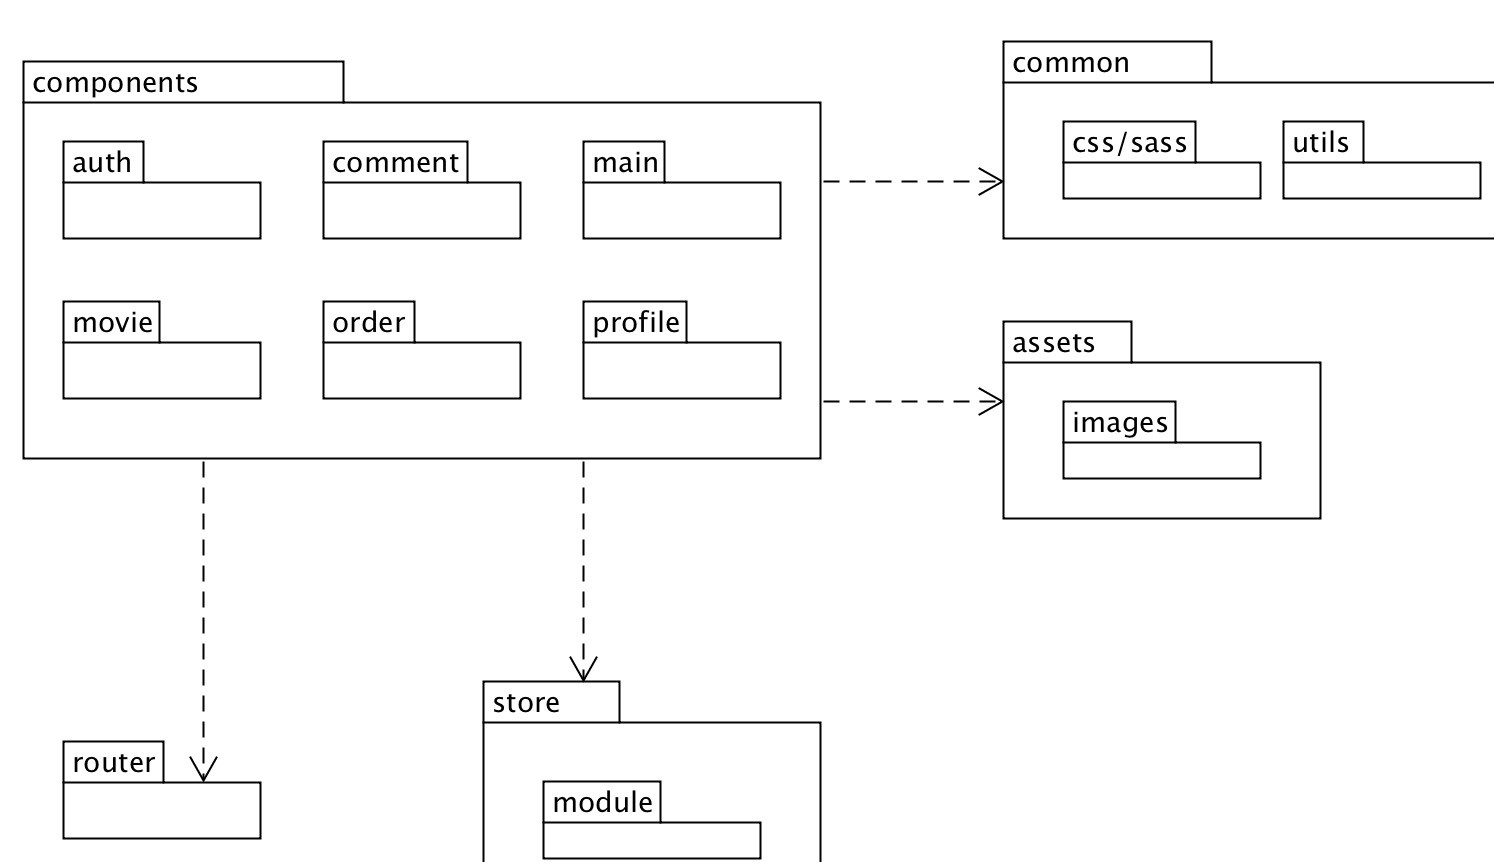 components
auth
comment
main
movie
order
profile
common
css/sass
utils
assets
images
router
store
module